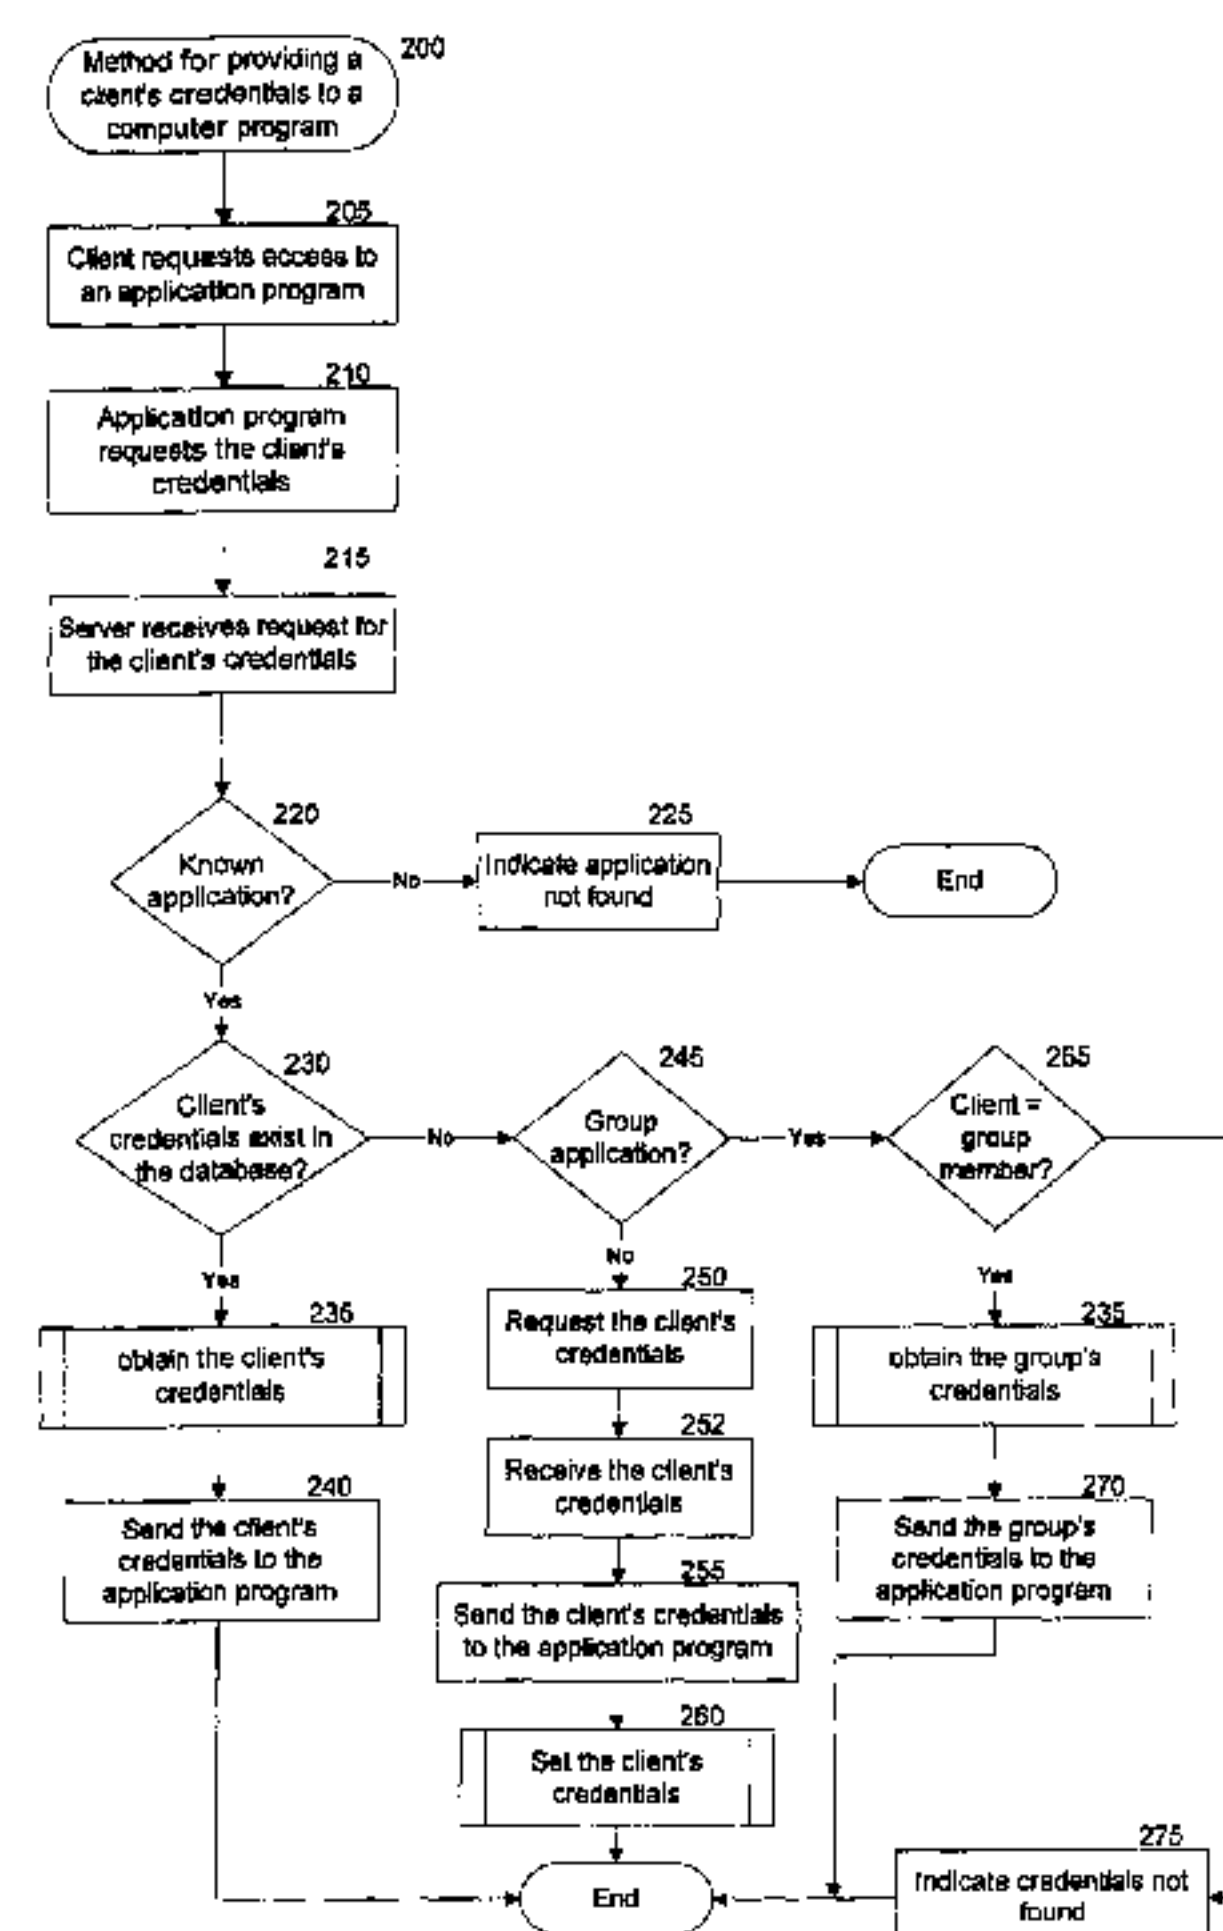 200
Method for providing a
client's credentials to a
computer program
205
Client requests access to
an application program
210
Application program
requests the client's
credentials
215
Server receives request for
the client's credentials
220
Known
application?
No
225
Indicate application
not found
End
Yes
230
Client's
credentials exist in
the database?
No
245
Group
application?
Yes
265
Client =
group
member?
Yes
235
obtain the client's
credentials
240
Send the client's
credentials to the
application program
No
250
Request the client's
credentials
252
Receive the client's
credentials
255
Send the client's credentials
to the application program
260
Set the client's
credentials
Yes
235
obtain the group's
credentials
270
Send the group's
credentials to the
application program
275
Indicate credentials not
found
End